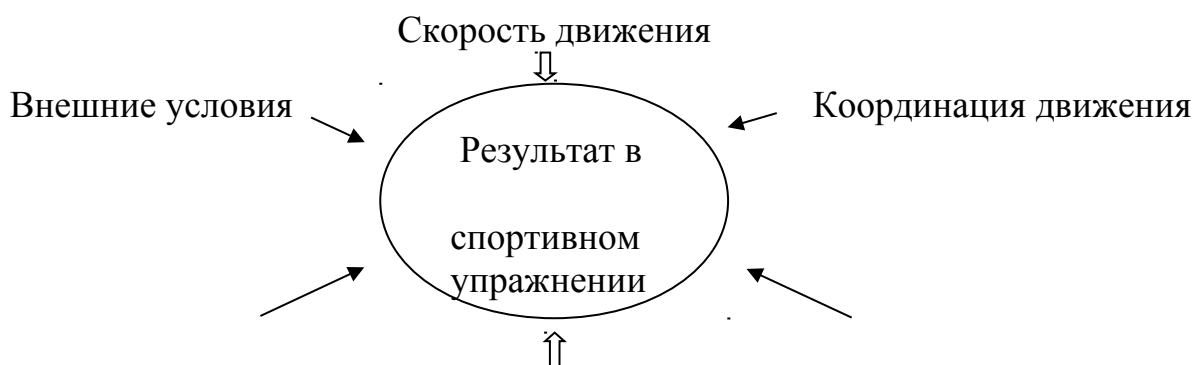 Скорость движения
Внешние условия
Координация движения
Результат в
спортивном
упражнении